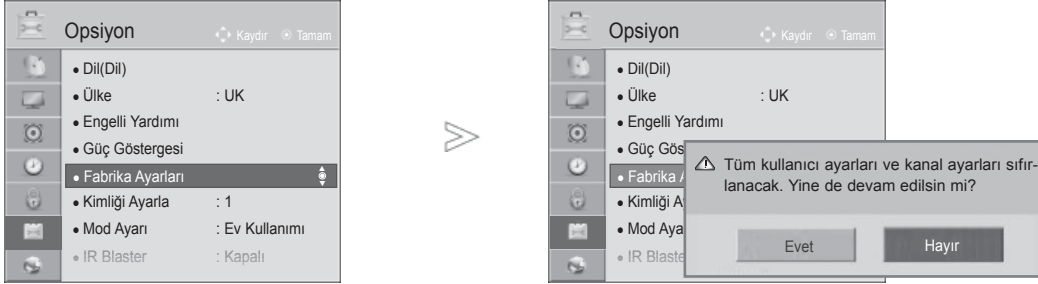 Opsiyon Kaydır Tamam
Dil(Dil)
Ülke : UK
Engelli Yardımı
Güç Göstergesi
Fabrika Ayarları
Kimliği Ayarla : 1
Mod Ayarı : Ev Kullanımı
IR Blaster : Kapalı
Opsiyon Kaydır Tamam
Dil(Dil)
Ülke : UK
Engelli Yardımı
Güç Gös
Fabrika A
Kimliği A
Mod Aya
IR Blaste
Tüm kullanıcı ayarları ve kanal ayarları sıfır-
lanacak. Yine de devam edilsin mi?
Evet Hayır